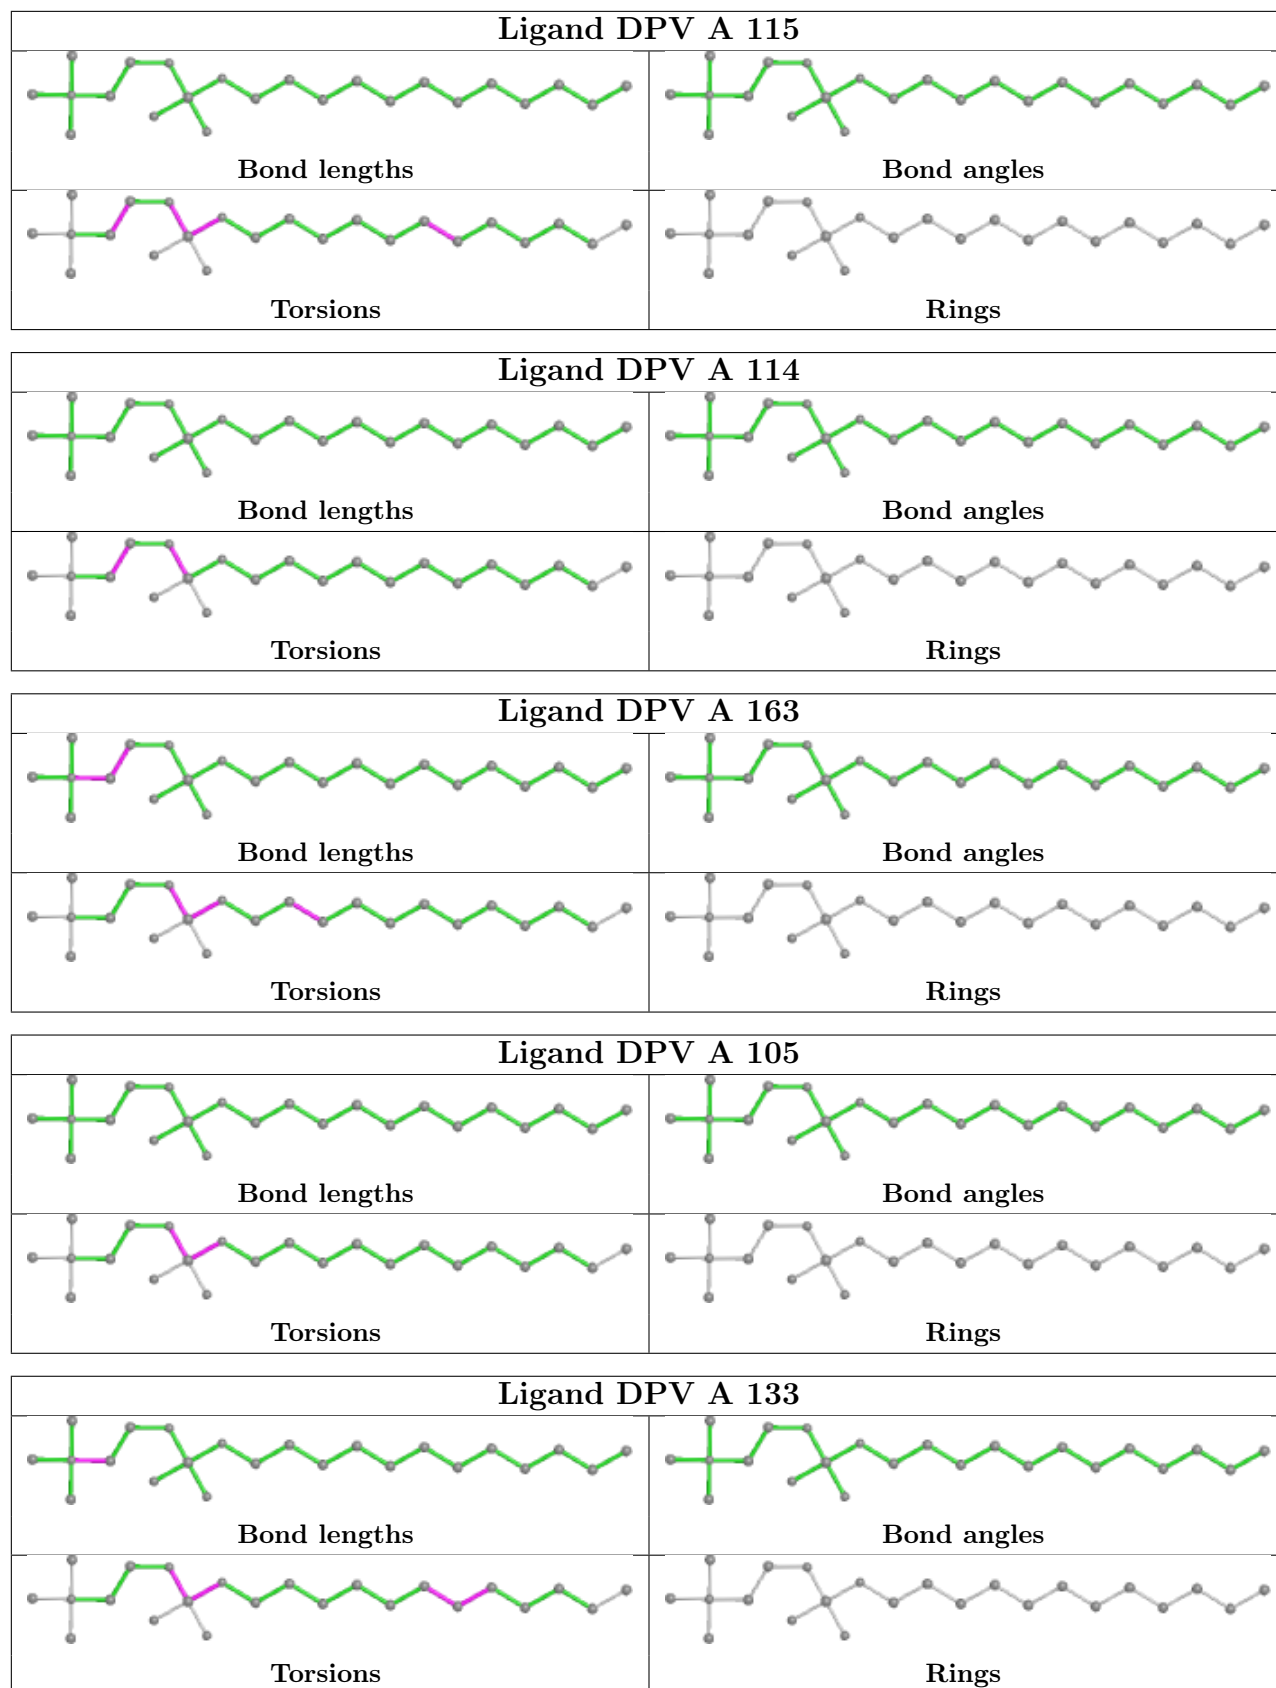 Ligand DPV A 115
Bond lengths Bond angles
Torsions Rings
Ligand DPV A 114
Bond lengths Bond angles
Torsions Rings
Ligand DPV A 163
Bond lengths Bond angles
Torsions Rings
Ligand DPV A 105
Bond lengths Bond angles
Torsions Rings
Ligand DPV A 133
Bond lengths Bond angles
Torsions Rings